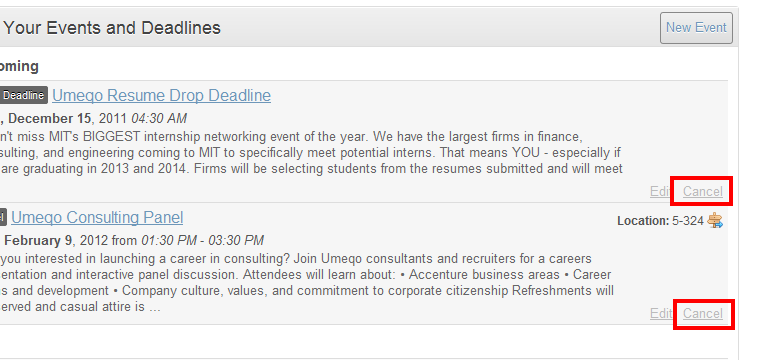 Your Events and Deadlines
New Event
oming
Deadline Umeqo Resume Drop Deadline
, December 15, 2011 04:30 AM
n't miss MIT's BIGGEST internship networking event of the year. We have the largest firms in finance,
sulting, and engineering coming to MIT to specifically meet potential interns. That means YOU - especially if
are graduating in 2013 and 2014. Firms will be selecting students from the resumes submitted and will meet
Edit Cancel
el Umeqo Consulting Panel
Location: 5-324
February 9, 2012 from 01:30 PM - 03:30 PM
you interested in launching a career in consulting? Join Umeqo consultants and recruiters for a careers
entation and interactive panel discussion. Attendees will learn about: • Accenture business areas • Career
hs and development • Company culture, values, and commitment to corporate citizenship Refreshments will
erved and casual attire is ...
Edit Cancel